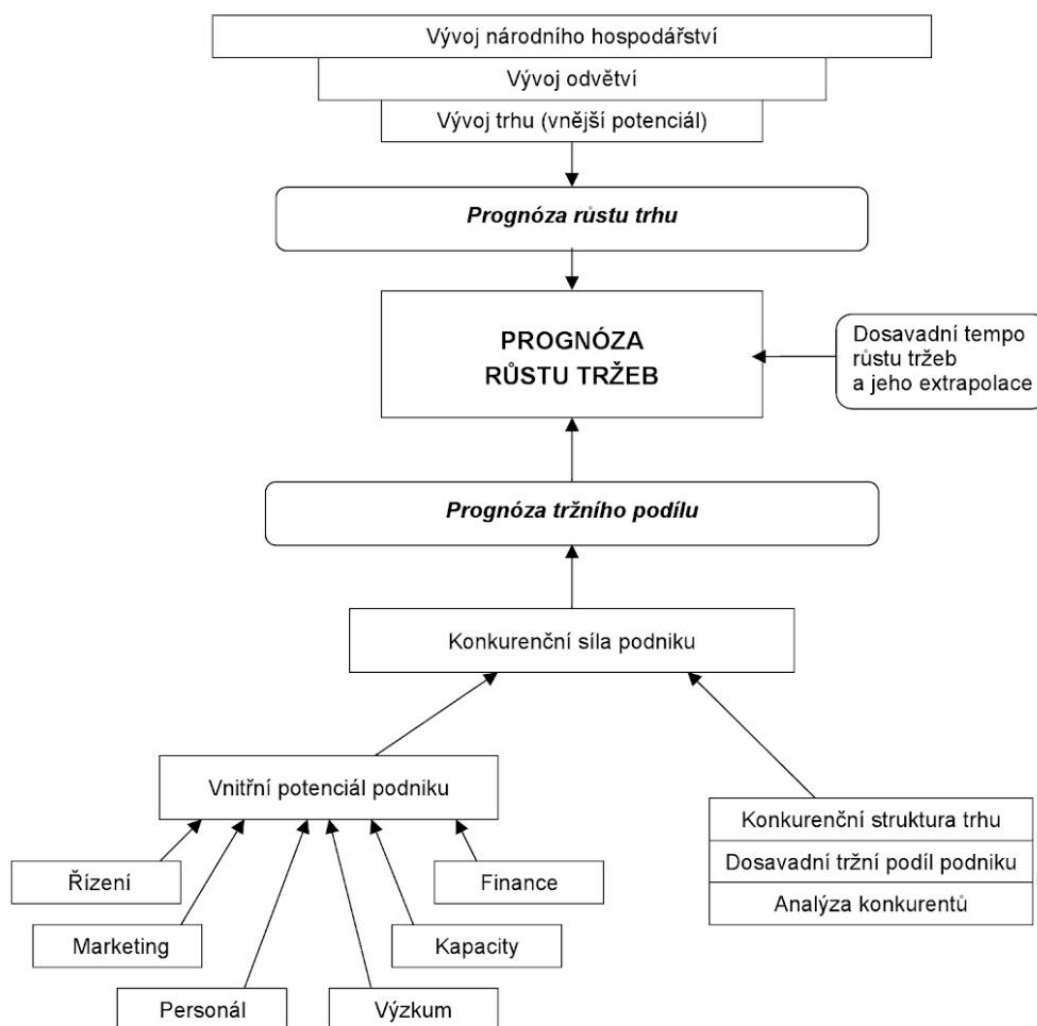 Vývoj národního hospodářství
Vývoj odvětví
Vývoj trhu (vnější potenciál)
Prognóza růstu trhu
PROGNÓZA
RŮSTU TRŽEB
Dosavadní tempo
růstu tržeb
a jeho extrapolace
Prognóza tržního podílu
Konkurenční síla podniku
Vnitřní potenciál podniku
Konkurenční struktura trhu
Dosavadní tržní podíl podniku
Analýza konkurentů
Řízení
Finance
Marketing
Kapacity
Personál
Výzkum